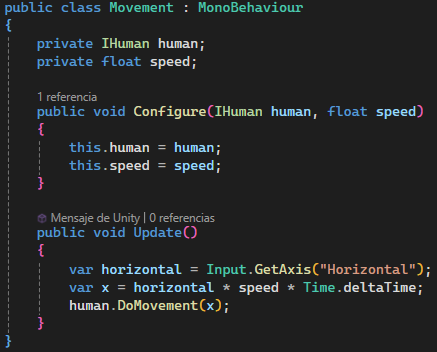 public class Movement : MonoBehaviour
{
private IHuman human;
private float speed;
1 referencia
public void Configure(IHuman human, float speed)
{
this.human = human;
this.speed = speed;
}
Mensaje de Unity | 0 referencias
public void Update()
{
var horizontal = Input.GetAxis("Horizontal");
var x = horizontal * speed * Time.deltaTime;
human.DoMovement(x);
}
}